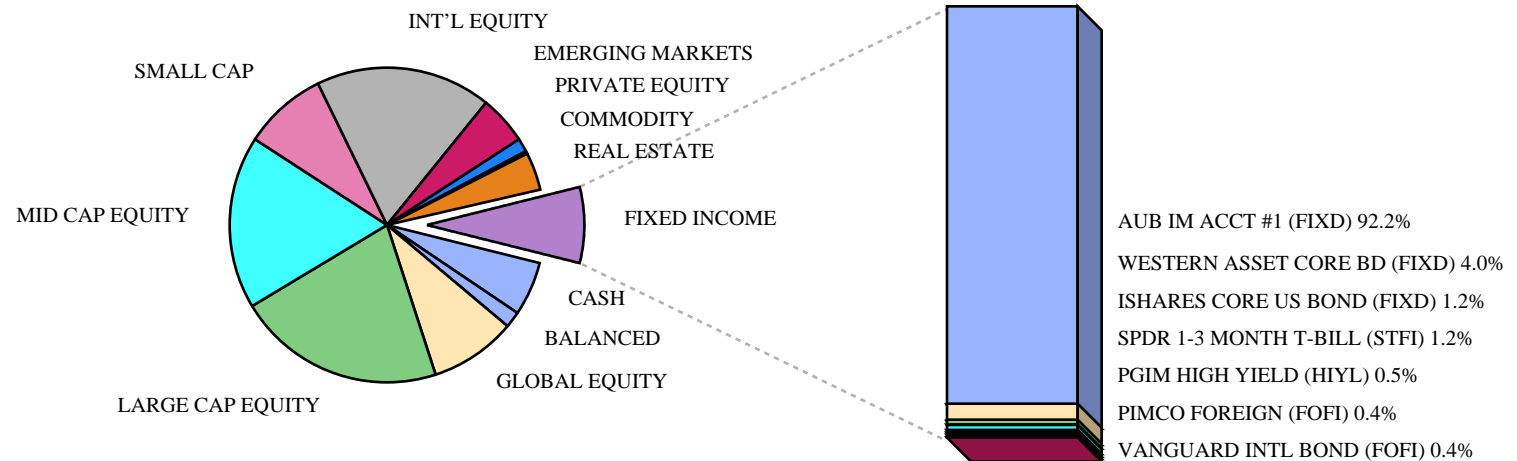 INT'L EQUITY
EMERGING MARKETS
SMALL CAP
PRIVATE EQUITY
COMMODITY
REAL ESTATE
MID CAP EQUITY
FIXED INCOME
CASH
BALANCED
GLOBAL EQUITY
LARGE CAP EQUITY
AUB IM ACCT #1 (FIXD) 92.2%
WESTERN ASSET CORE BD (FIXD) 4.0%
ISHARES CORE US BOND (FIXD) 1.2%
SPDR 1-3 MONTH T-BILL (STFI) 1.2%
PGIM HIGH YIELD (HIYL) 0.5%
PIMCO FOREIGN (FOFI) 0.4%
VANGUARD INTL BOND (FOFI) 0.4%